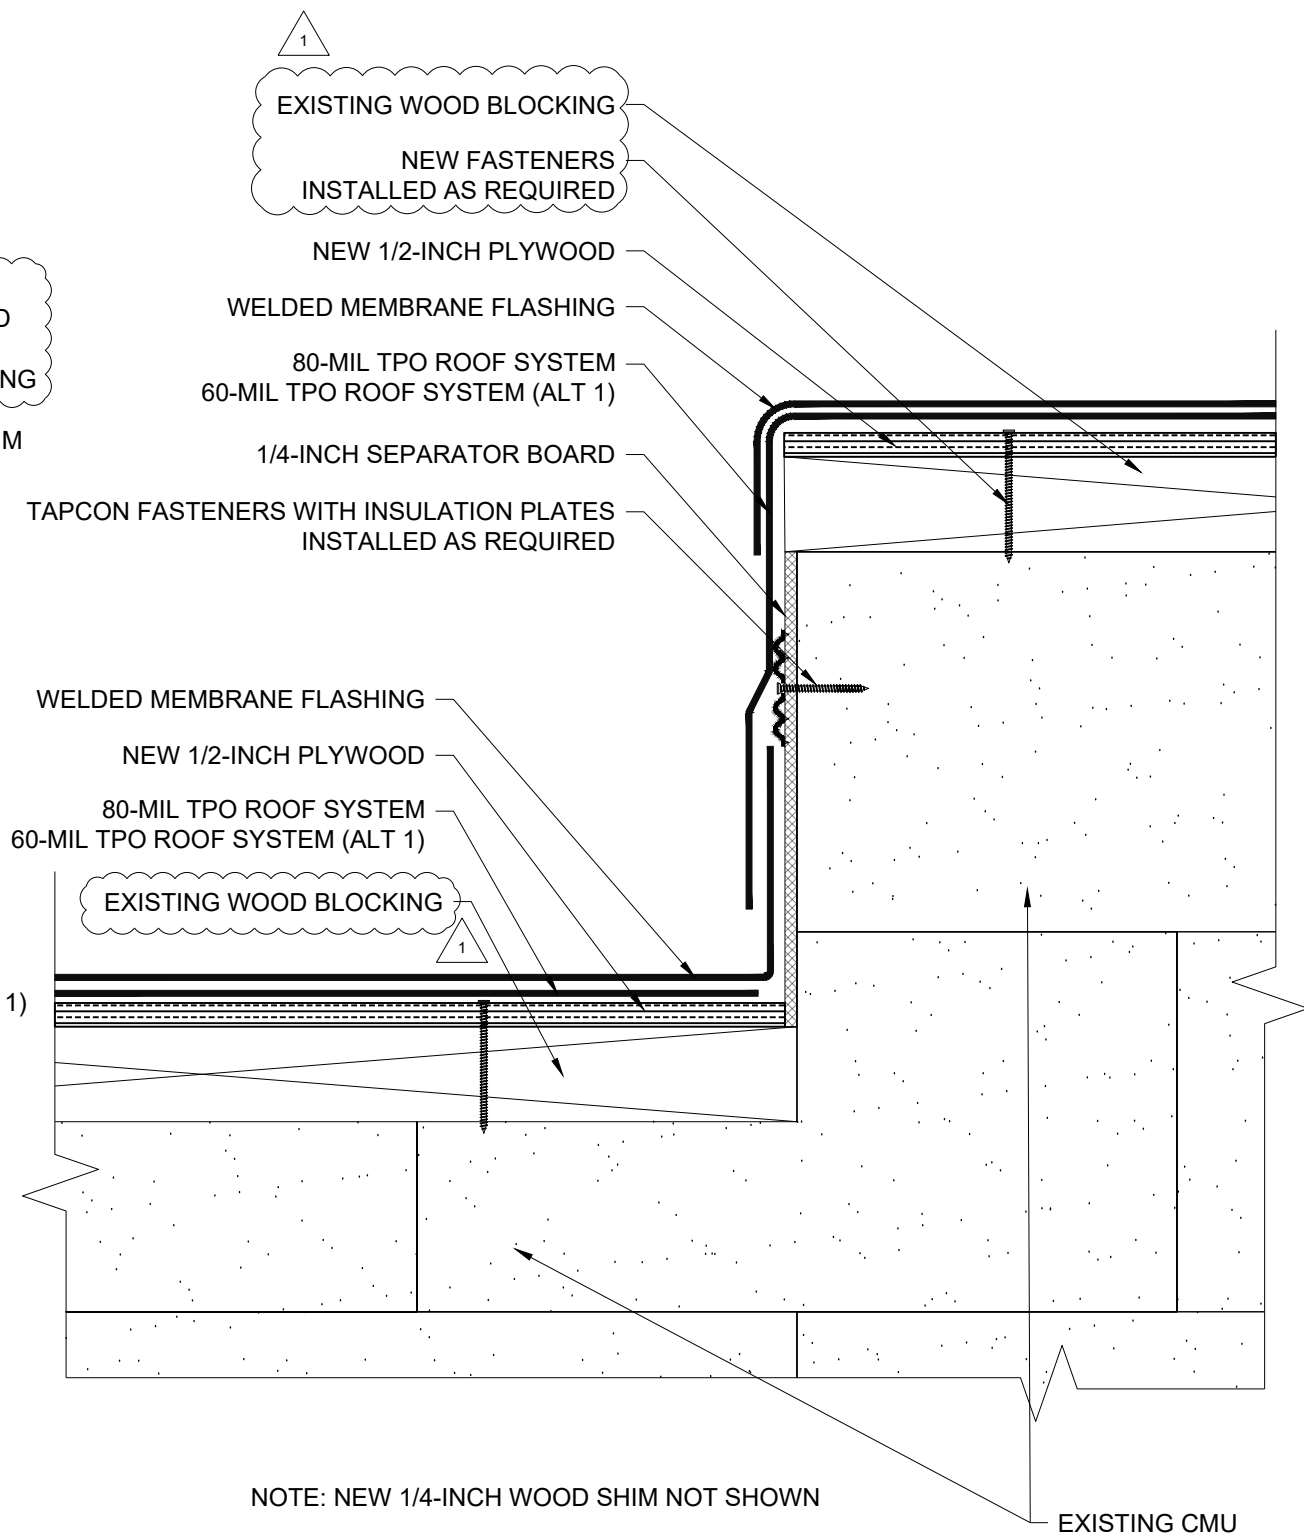 1
EXISTING WOOD BLOCKING
NEW FASTENERS
INSTALLED AS REQUIRED
NEW 1/2-INCH PLYWOOD
WELDED MEMBRANE FLASHING
80-MIL TPO ROOF SYSTEM
60-MIL TPO ROOF SYSTEM (ALT 1)
1/4-INCH SEPARATOR BOARD
TAPCON FASTENERS WITH INSULATION PLATES
INSTALLED AS REQUIRED
D
NG
M
WELDED MEMBRANE FLASHING
NEW 1/2-INCH PLYWOOD
80-MIL TPO ROOF SYSTEM
60-MIL TPO ROOF SYSTEM (ALT 1)
EXISTING WOOD BLOCKING
1
1)
NOTE: NEW 1/4-INCH WOOD SHIM NOT SHOWN
EXISTING CMU